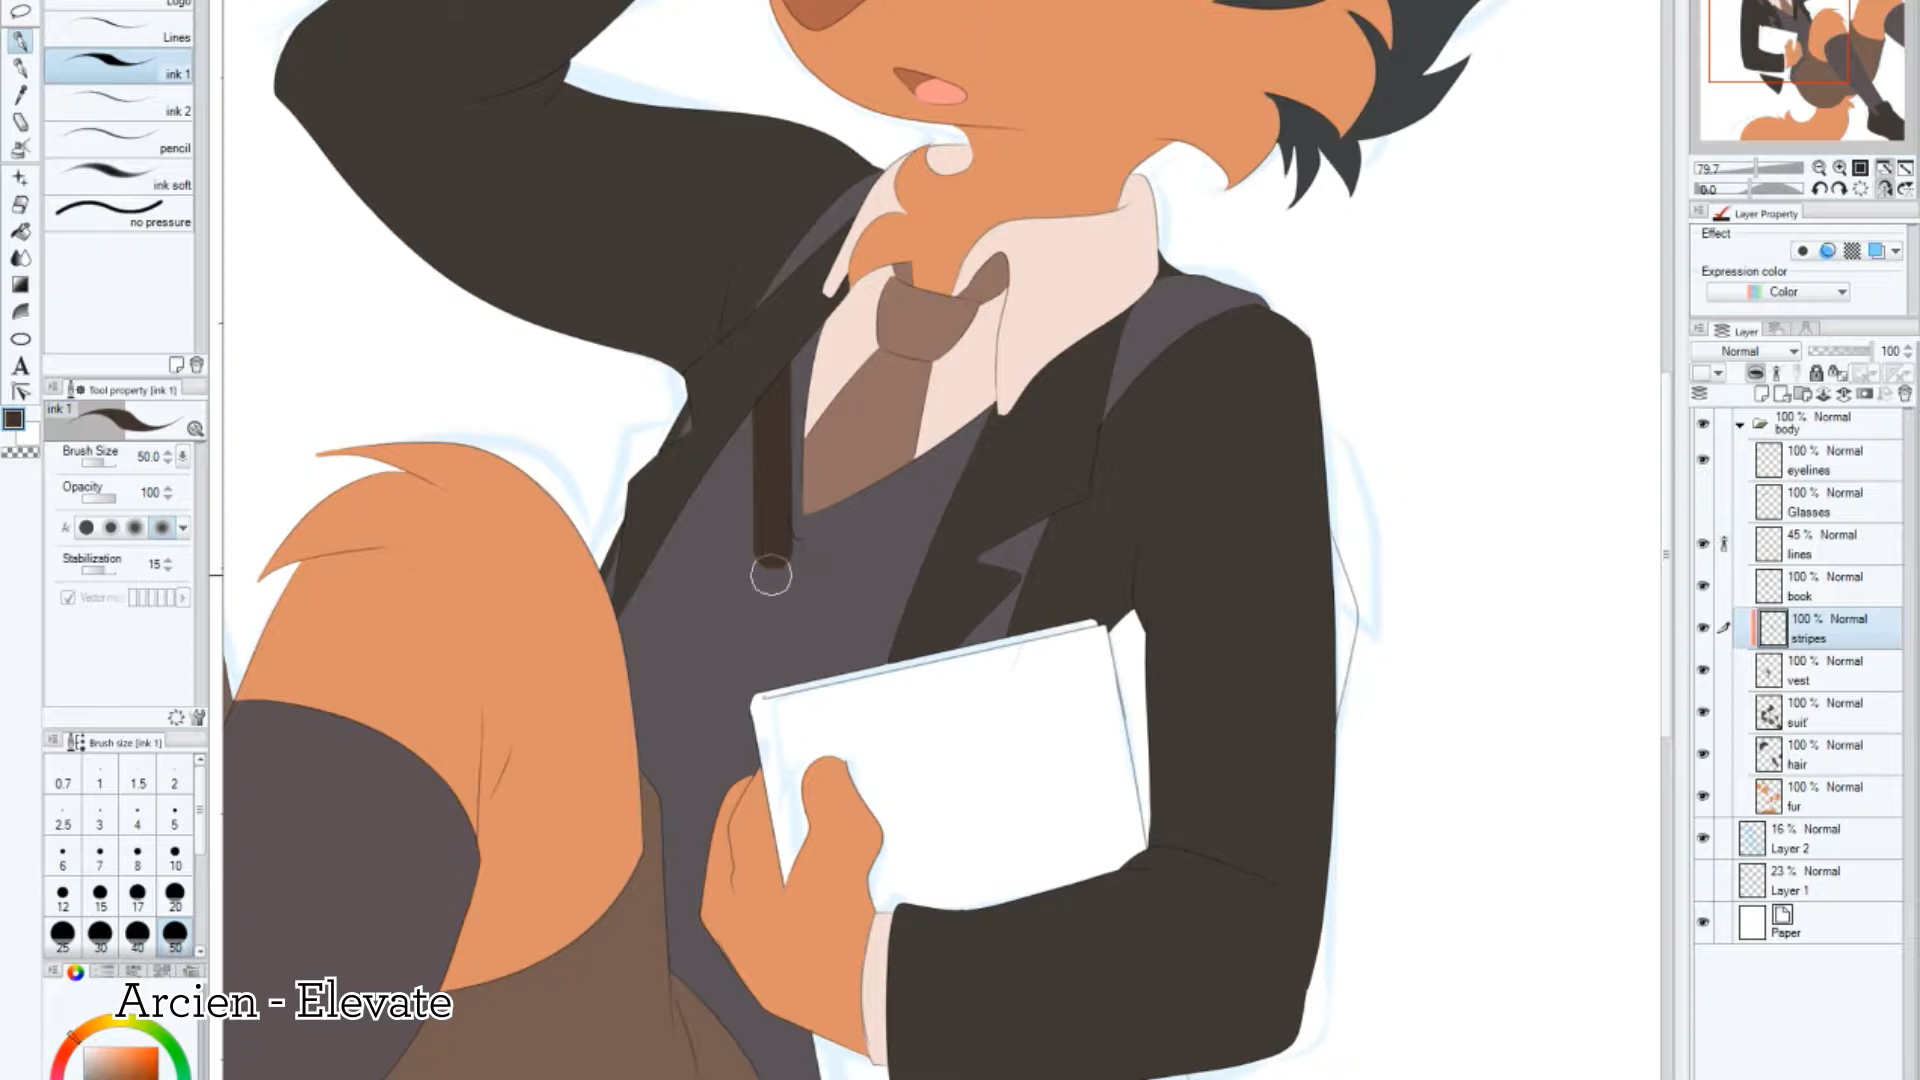 Logo
Lines
ink 1
ink 2
pencil
ink soft
no pressure
Tool property [ink 1]
ink 1
Brush Size 50.0
Opacity 100
Stabilization 15
Brush size [ink 1]
0.7 1 1.5 2
2.5 3 4 5
6 7 8 10
12 15 17 20
25 30 40 50
Arcien - Elevate
79.7
0.0
Layer Property
Effect
Expression color
Color
Layer
Normal 100
100 % Normal
body
100 % Normal
eyelines
100 % Normal
Glasses
45 % Normal
lines
100 % Normal
book
100 % Normal
stripes
100 % Normal
vest
100 % Normal
suit
100 % Normal
hair
100 % Normal
fur
16 % Normal
Layer 2
23 % Normal
Layer 1
Paper